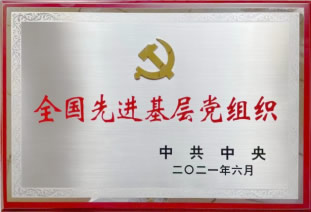 全国先进基层党组织
中共中央
二〇二一年六月